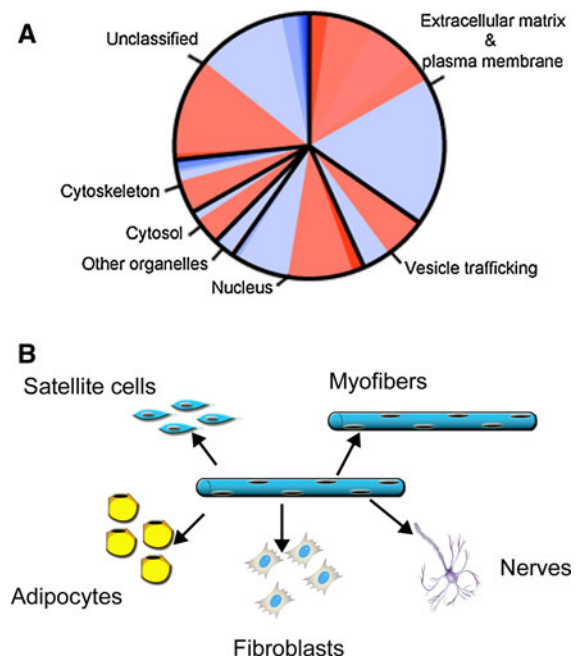 A
Unclassified
Extracellular matrix
&
plasma membrane
Cytoskeleton
Cytosol
Other organelles
Nucleus
Vesicle trafficking
B
Satellite cells
Myofibers
Adipocytes
Nerves
Fibroblasts